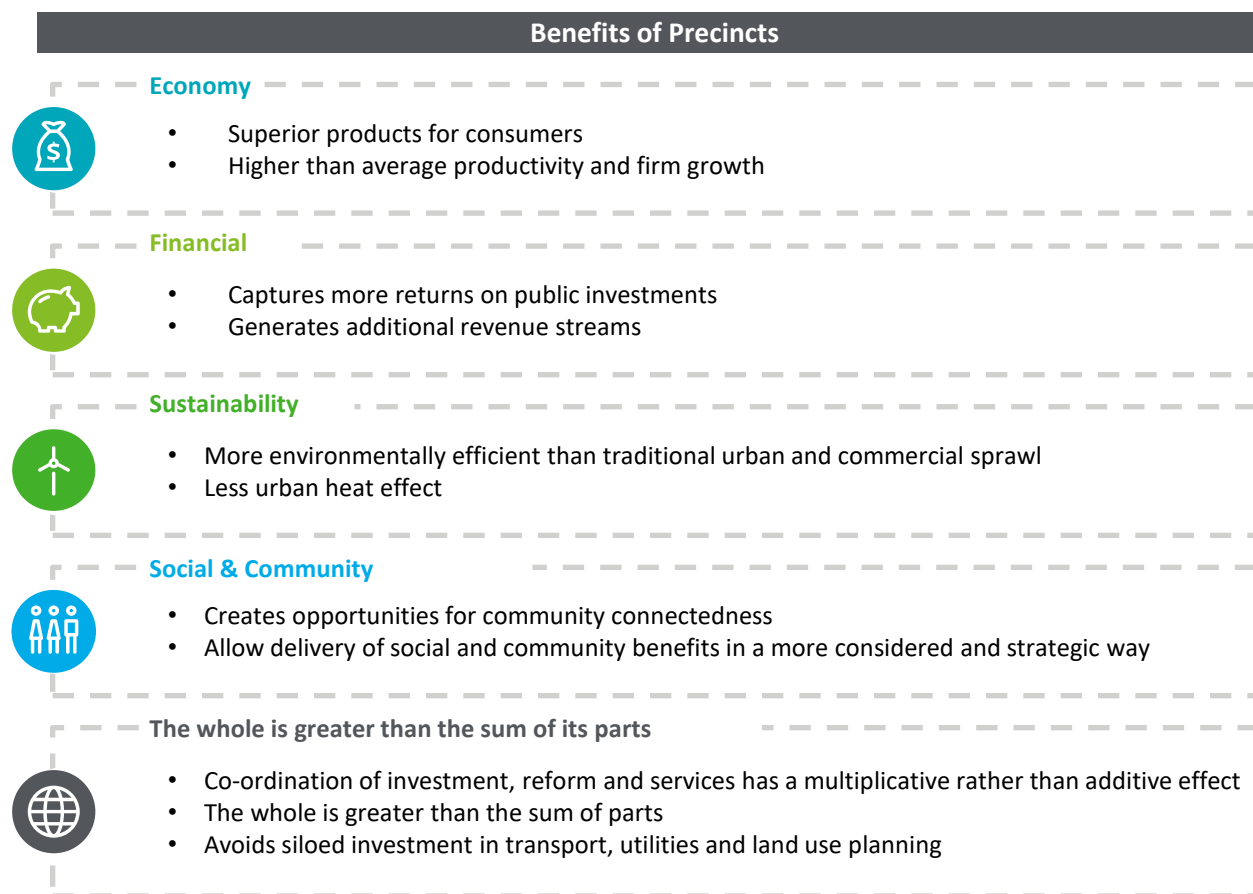 Benefits of Precincts
Economy
$
• Superior products for consumers
• Higher than average productivity and firm growth
Financial
• Captures more returns on public investments
• Generates additional revenue streams
Sustainability
• More environmentally efficient than traditional urban and commercial sprawl
• Less urban heat effect
Social & Community
• Creates opportunities for community connectedness
• Allow delivery of social and community benefits in a more considered and strategic way
The whole is greater than the sum of its parts
• Co-ordination of investment, reform and services has a multiplicative rather than additive effect
• The whole is greater than the sum of parts
• Avoids siloed investment in transport, utilities and land use planning